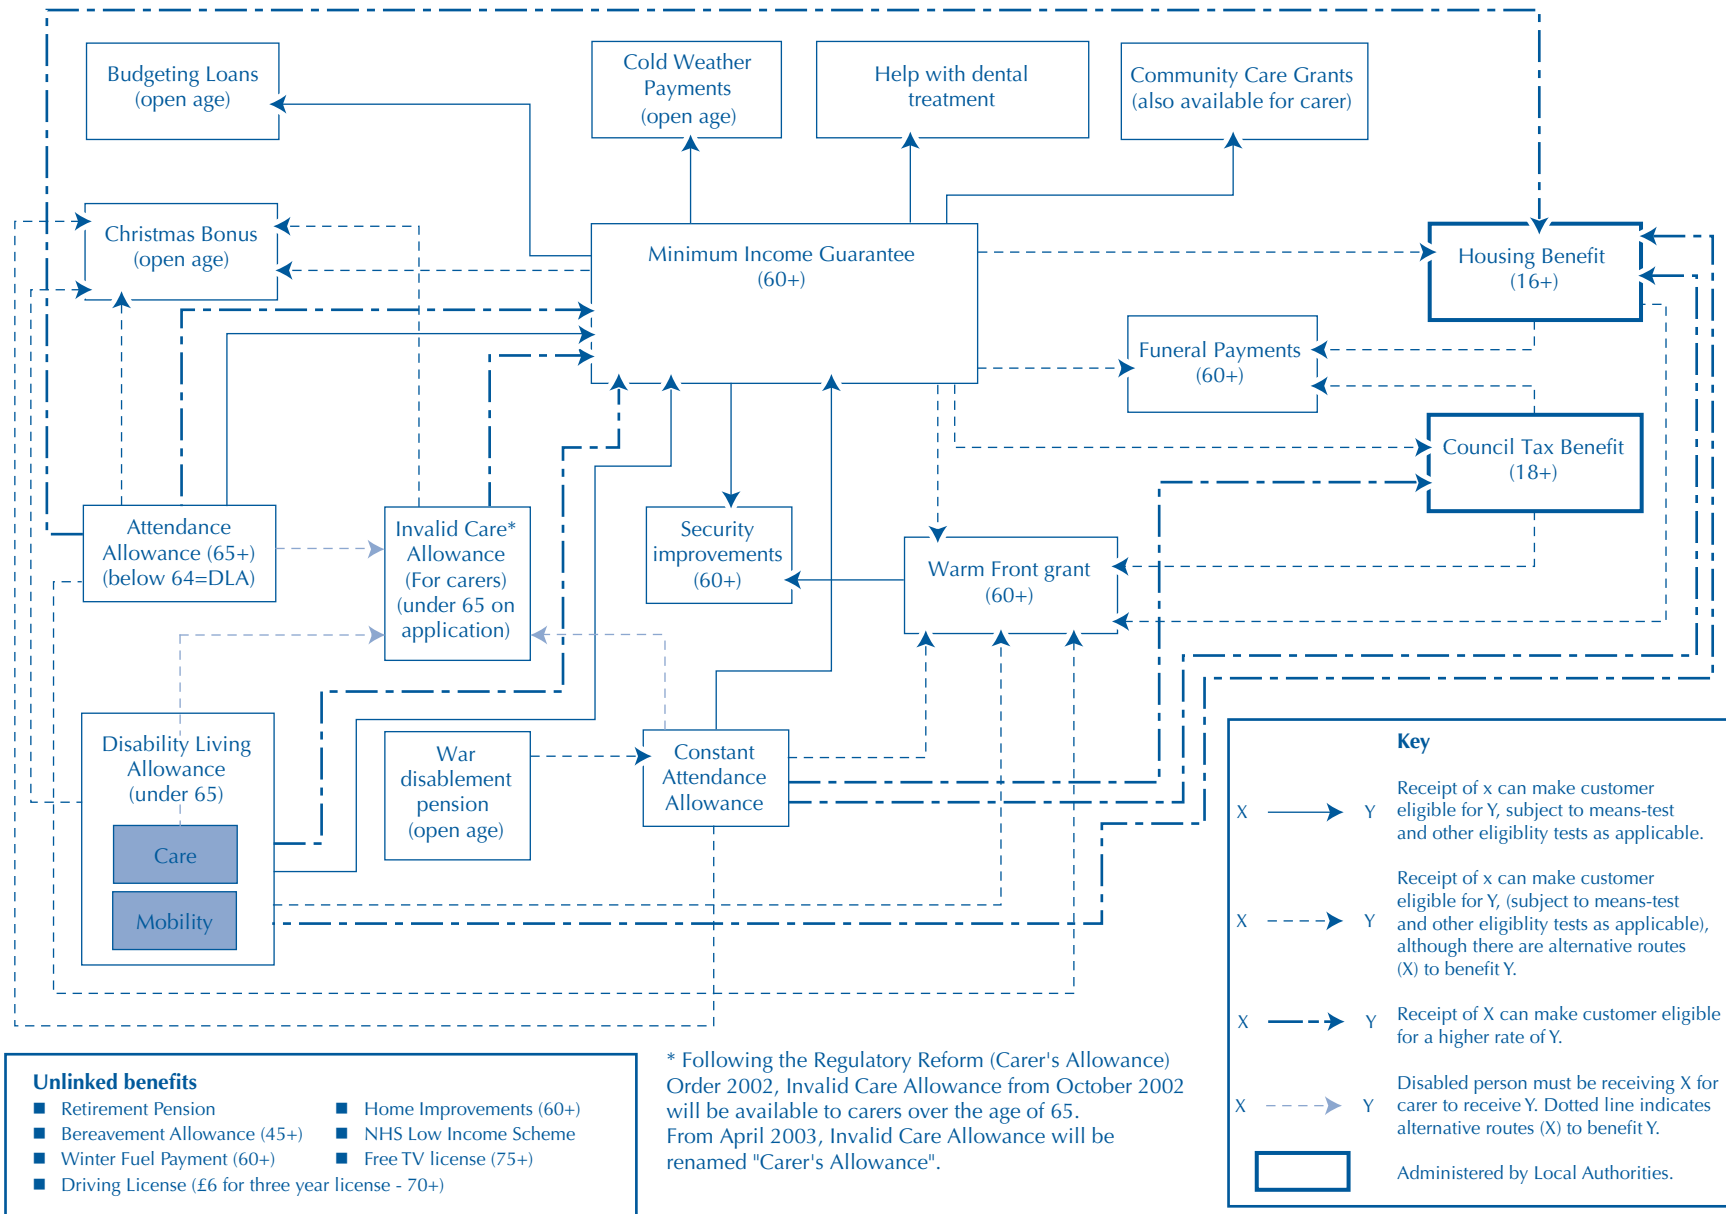 Budgeting Loans
(open age)
Cold Weather
Payments
(open age)
Help with dental
treatment
Community Care Grants
(also available for carer)
Christmas Bonus
(open age)
Minimum Income Guarantee
(60+)
Housing Benefit
(16+)
Funeral Payments
(60+)
Council Tax Benefit
(18+)
Attendance
Allowance (65+)
(below 64=DLA)
Invalid Care*
Allowance
(For carers)
(under 65 on
application)
Security
improvements
(60+)
Warm Front grant
(60+)
Disability Living
Allowance
(under 65)
Care
Mobility
War
disablement
pension
(open age)
Constant
Attendance
Allowance
Key
X Y Receipt of x can make customer
eligible for Y, subject to means-test
and other eligiblity tests as applicable.
X Y Receipt of x can make customer
eligible for Y, (subject to means-test
and other eligiblity tests as applicable),
although there are alternative routes
(X) to benefit Y.
X Y Receipt of X can make customer eligible
for a higher rate of Y.
X Y Disabled person must be receiving X for
carer to receive Y. Dotted line indicates
alternative routes (X) to benefit Y.
Administered by Local Authorities.
Unlinked benefits
■ Retirement Pension
■ Bereavement Allowance (45+)
■ Winter Fuel Payment (60+)
■ Driving License (£6 for three year license - 70+)
■ Home Improvements (60+)
■ NHS Low Income Scheme
■ Free TV license (75+)
* Following the Regulatory Reform (Carer's Allowance)
Order 2002, Invalid Care Allowance from October 2002
will be available to carers over the age of 65.
From April 2003, Invalid Care Allowance will be
renamed "Carer's Allowance".